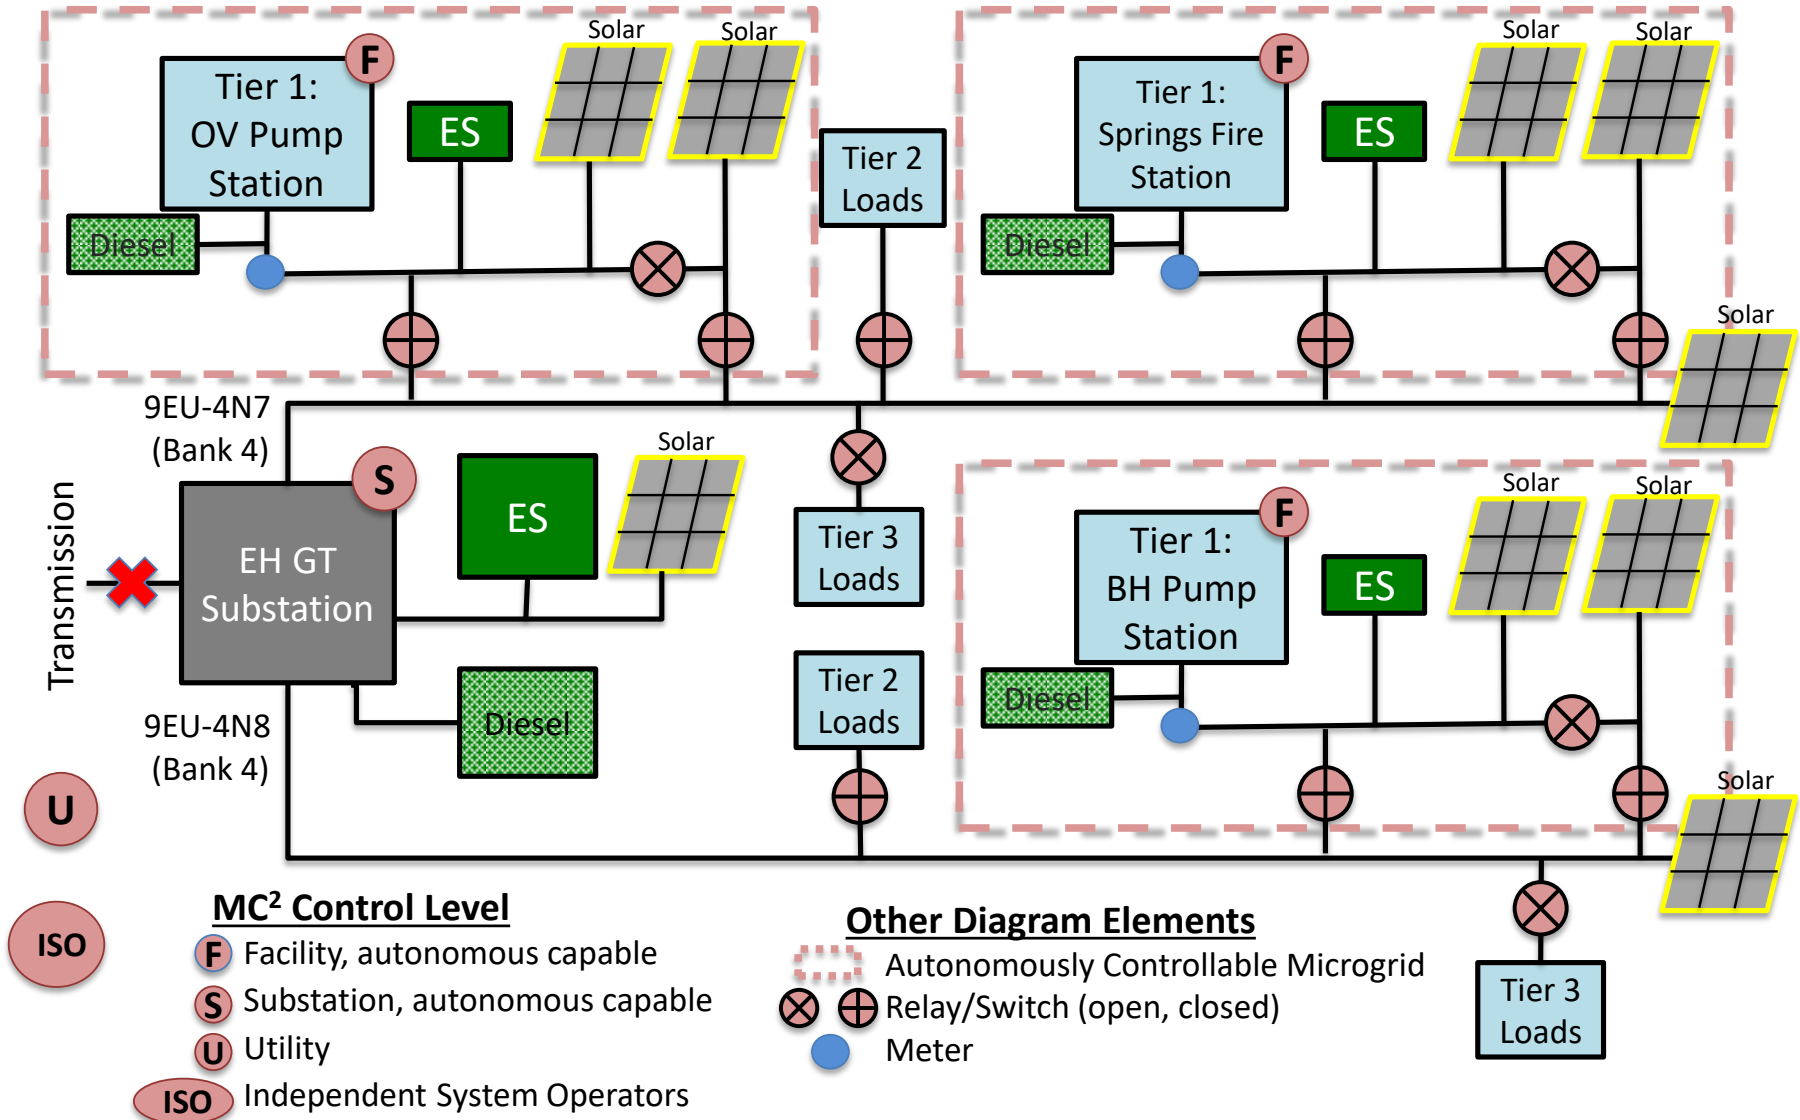 Solar
Solar
F
Tier 1:
OV Pump
Station
ES
Diesel
Tier 2
Loads
Solar
Solar
F
Tier 1:
Springs Fire
Station
ES
Diesel
Solar
9EU-4N7
(Bank 4)
S
EH GT
Substation
Transmission
ES
Solar
Diesel
9EU-4N8
(Bank 4)
Tier 3
Loads
Tier 2
Loads
Solar
Solar
F
Tier 1:
BH Pump
Station
ES
Diesel
Solar
Tier 3
Loads
U
ISO
MC² Control Level
F Facility, autonomous capable
S Substation, autonomous capable
U Utility
ISO Independent System Operators
Other Diagram Elements
Autonomously Controllable Microgrid
Relay/Switch (open, closed)
Meter